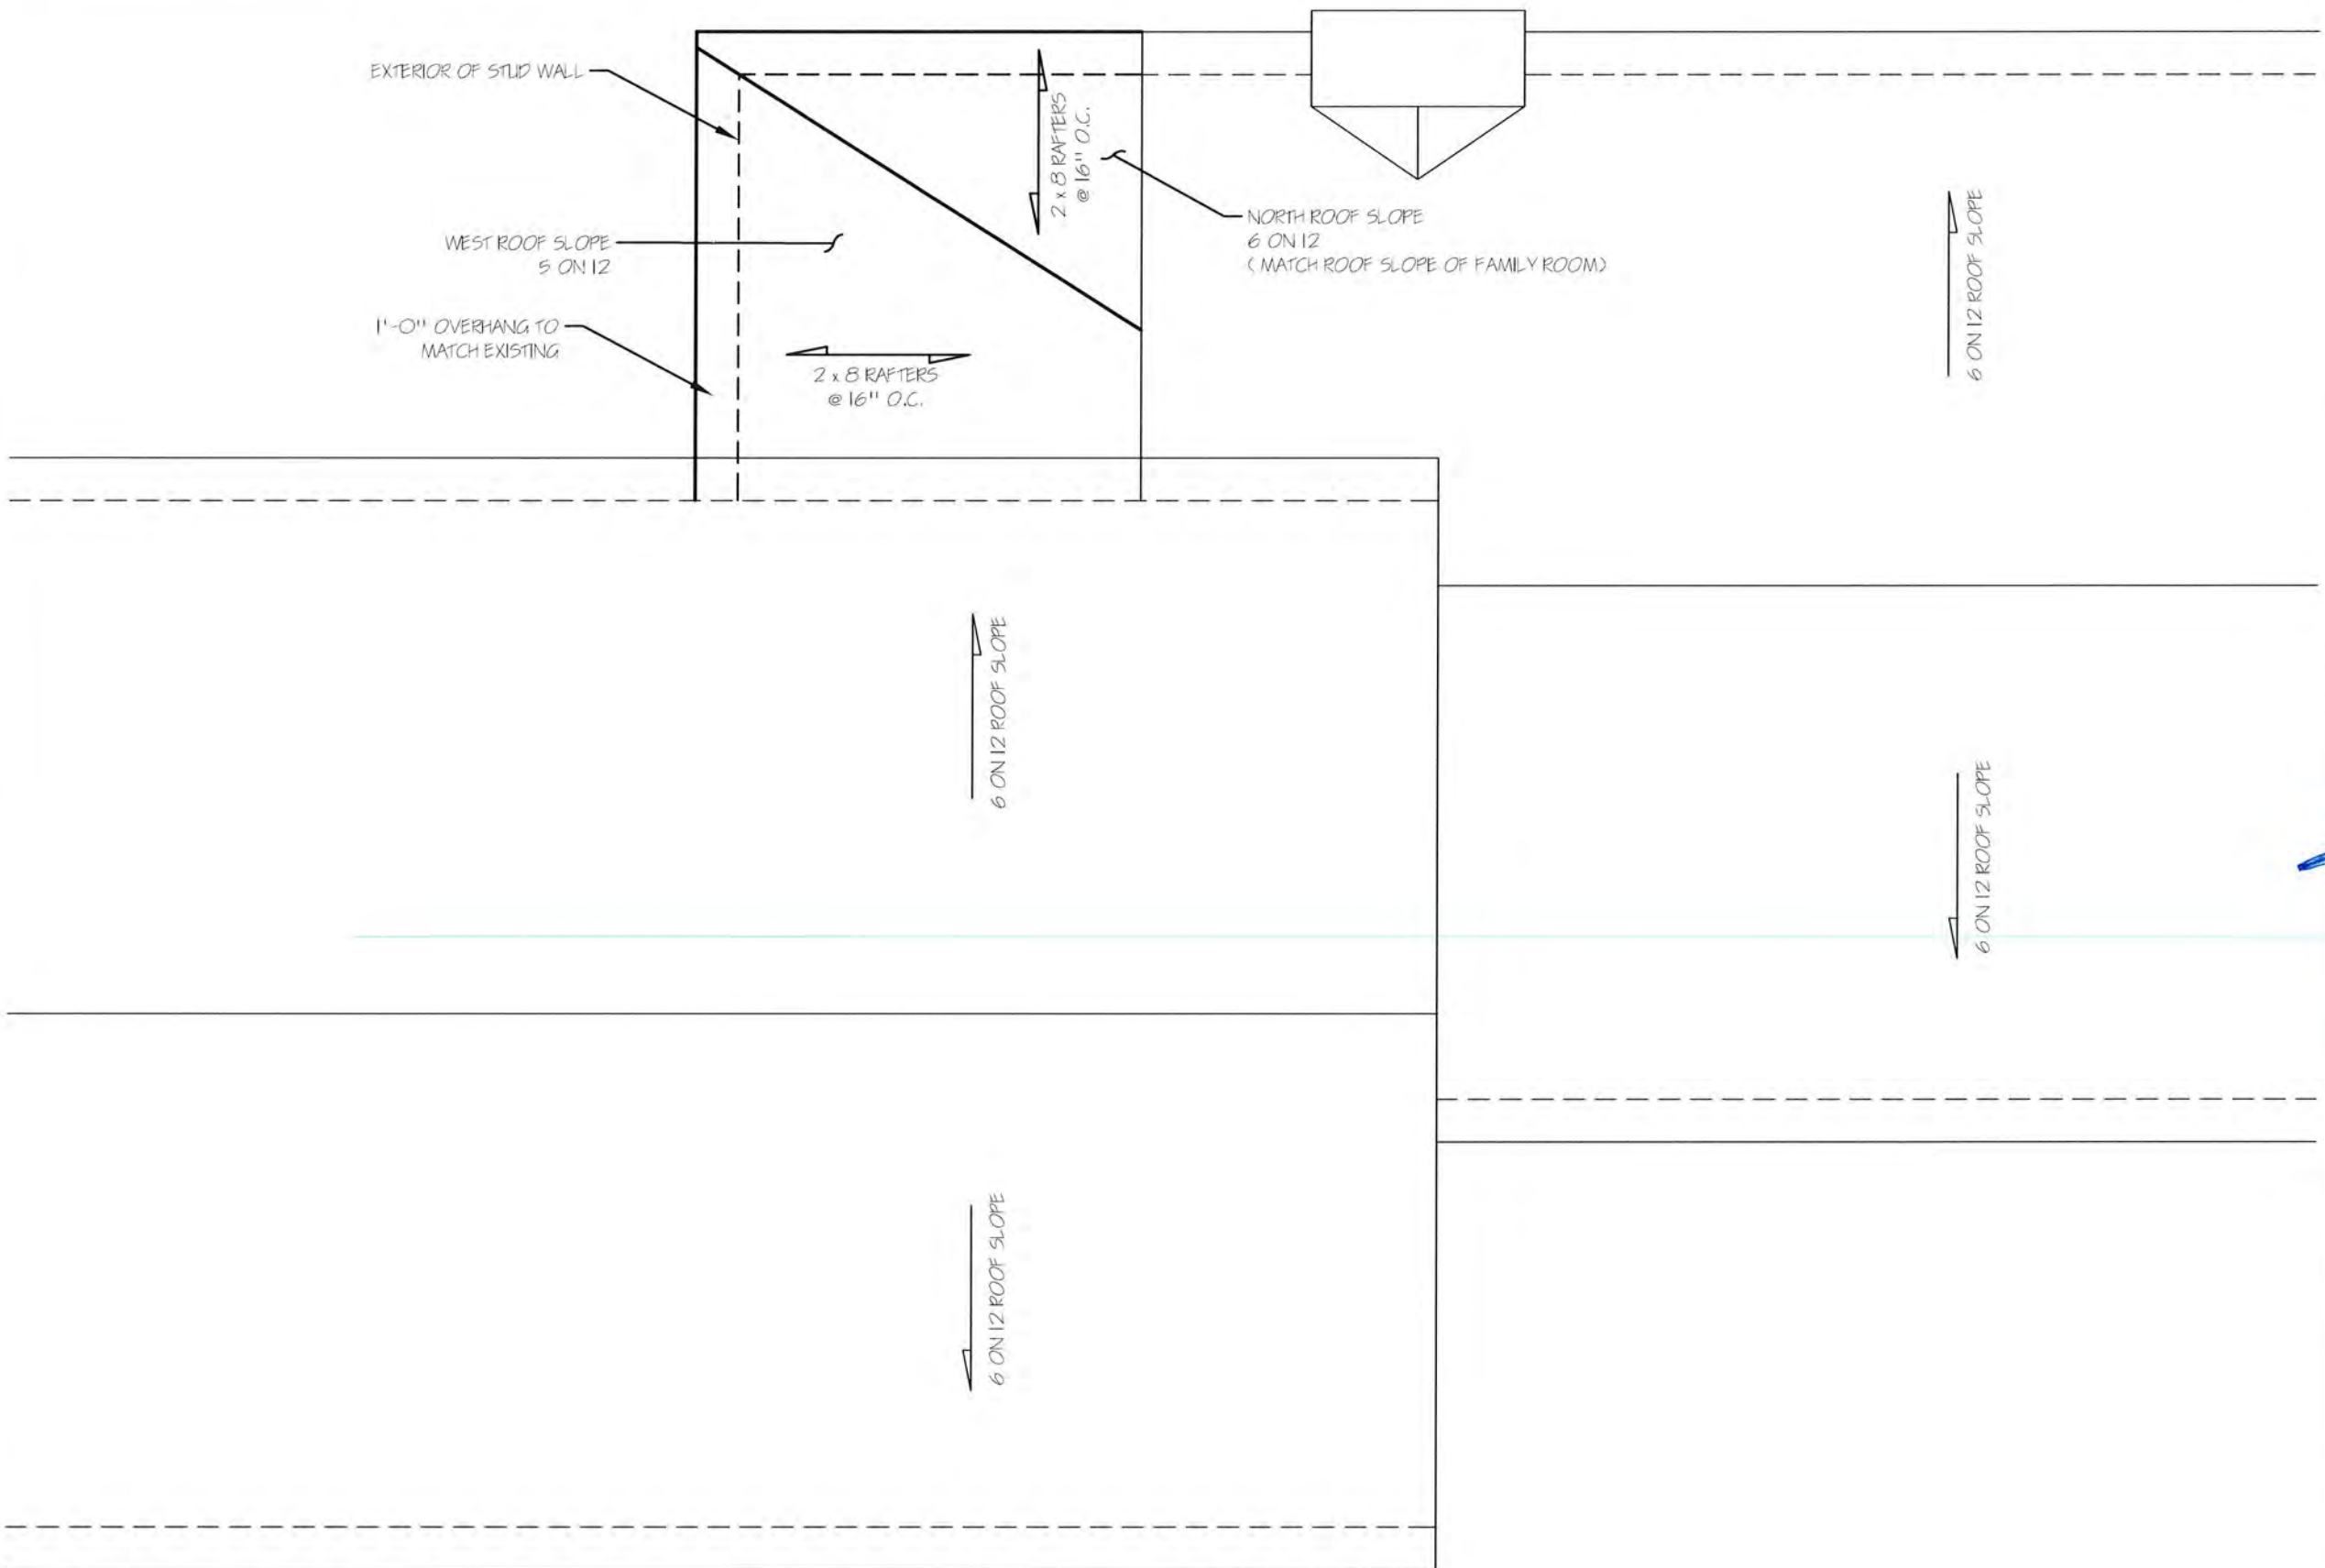 EXTERIOR OF STUD WALL
2 x 8 RAFTERS
@ 16" O.C.
WEST ROOF SLOPE
5 ON 12
NORTH ROOF SLOPE
6 ON 12
( MATCH ROOF SLOPE OF FAMILY ROOM)
6 ON 12 ROOF SLOPE
1'-0" OVERHANG TO
MATCH EXISTING
2 x 8 RAFTERS
@ 16" O.C.
6 ON 12 ROOF SLOPE
6 ON 12 ROOF SLOPE
6 ON 12 ROOF SLOPE